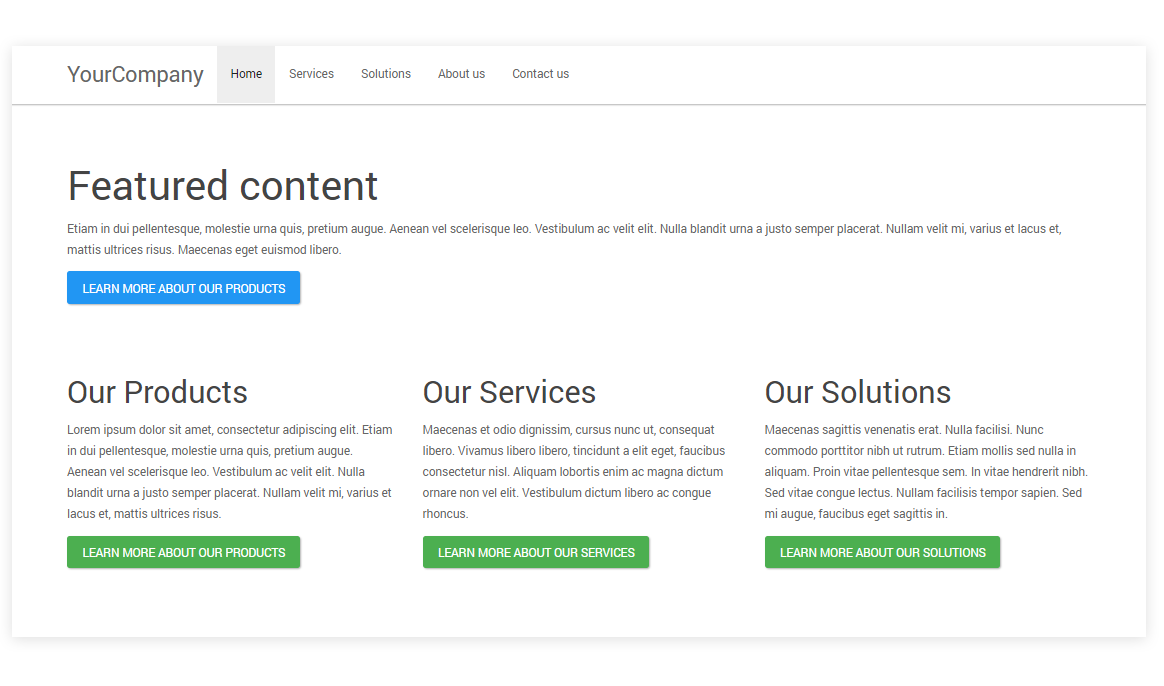 YourCompany Home Services Solutions About us Contact us
Featured content
Etiam in dui pellentesque, molestie urna quis, pretium augue. Aenean vel scelerisque leo. Vestibulum ac velit elit. Nulla blandit urna a justo semper placerat. Nullam velit mi, varius et lacus et,
mattis ultrices risus. Maecenas eget euismod libero.
LEARN MORE ABOUT OUR PRODUCTS
Our Products
Lorem ipsum dolor sit amet, consectetur adipiscing elit. Etiam
in dui pellentesque, molestie urna quis, pretium augue.
Aenean vel scelerisque leo. Vestibulum ac velit elit. Nulla
blandit urna a justo semper placerat. Nullam velit mi, varius et
lacus et, mattis ultrices risus.
LEARN MORE ABOUT OUR PRODUCTS
Our Services
Maecenas et odio dignissim, cursus nunc ut, consequat
libero. Vivamus libero libero, tincidunt a elit eget, faucibus
consectetur nisl. Aliquam lobortis enim ac magna dictum
ornare non vel elit. Vestibulum dictum libero ac congue
rhoncus.
LEARN MORE ABOUT OUR SERVICES
Our Solutions
Maecenas sagittis venenatis erat. Nulla facilisi. Nunc
commodo porttitor nibh ut rutrum. Etiam mollis sed nulla in
aliquam. Proin vitae pellentesque sem. In vitae hendrerit nibh.
Sed vitae congue lectus. Nullam facilisis tempor sapien. Sed
mi augue, faucibus eget sagittis in.
LEARN MORE ABOUT OUR SOLUTIONS